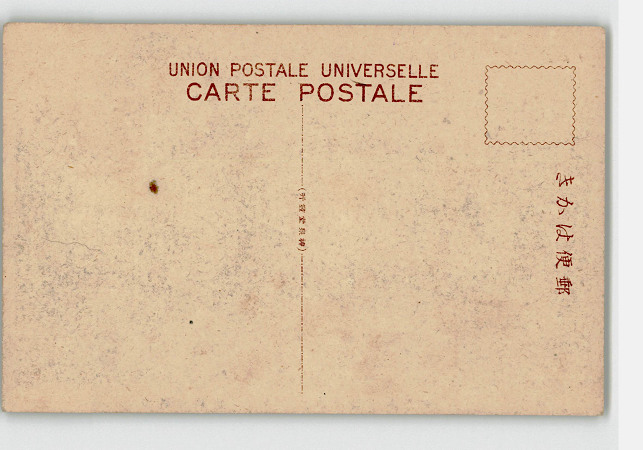 UNION POSTALE UNIVERSELLE
CARTE POSTALE
きかは便郵